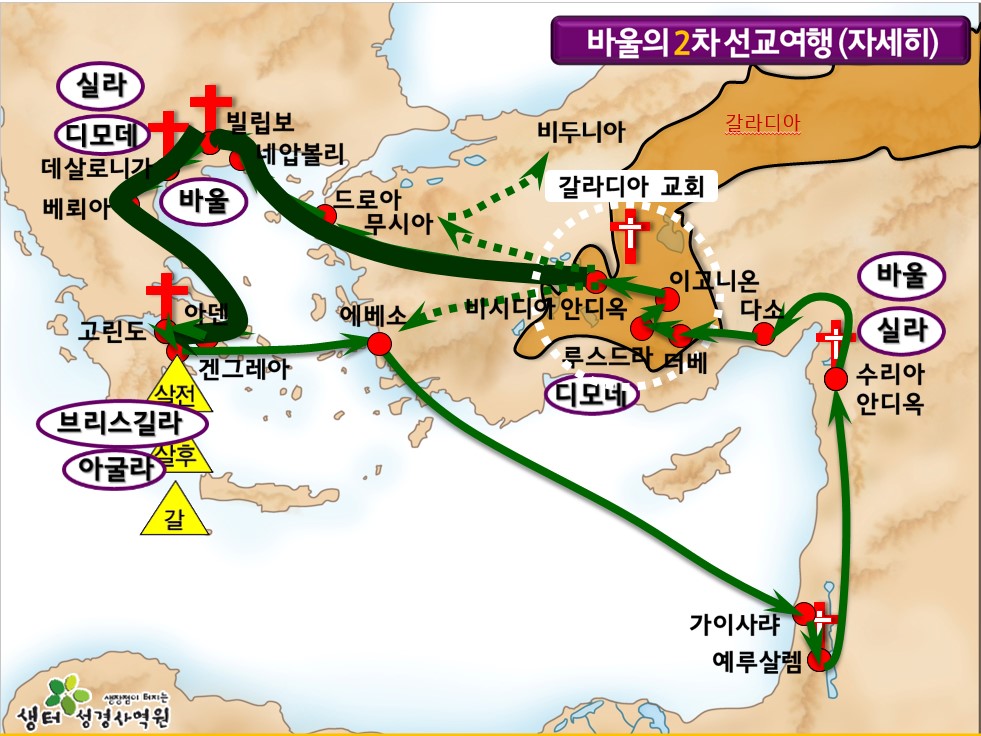 바울의 2차 선교여행 (자세히)
실라
디모데
데살로니가
베뢰아
빌립보
네압볼리
바울
비두니아
갈라디아
갈라디아 교회
드로아
무시아
비시디아 안디옥
이고니온
다소
루스드라
더베
디모네
바울
실라
수리아
안디옥
고린도
아덴
겐그레아
에베소
살전
브리스길라
살후
아굴라
갈
가이사랴
예루살렘
생장점이 터지는
생터 성경사역원